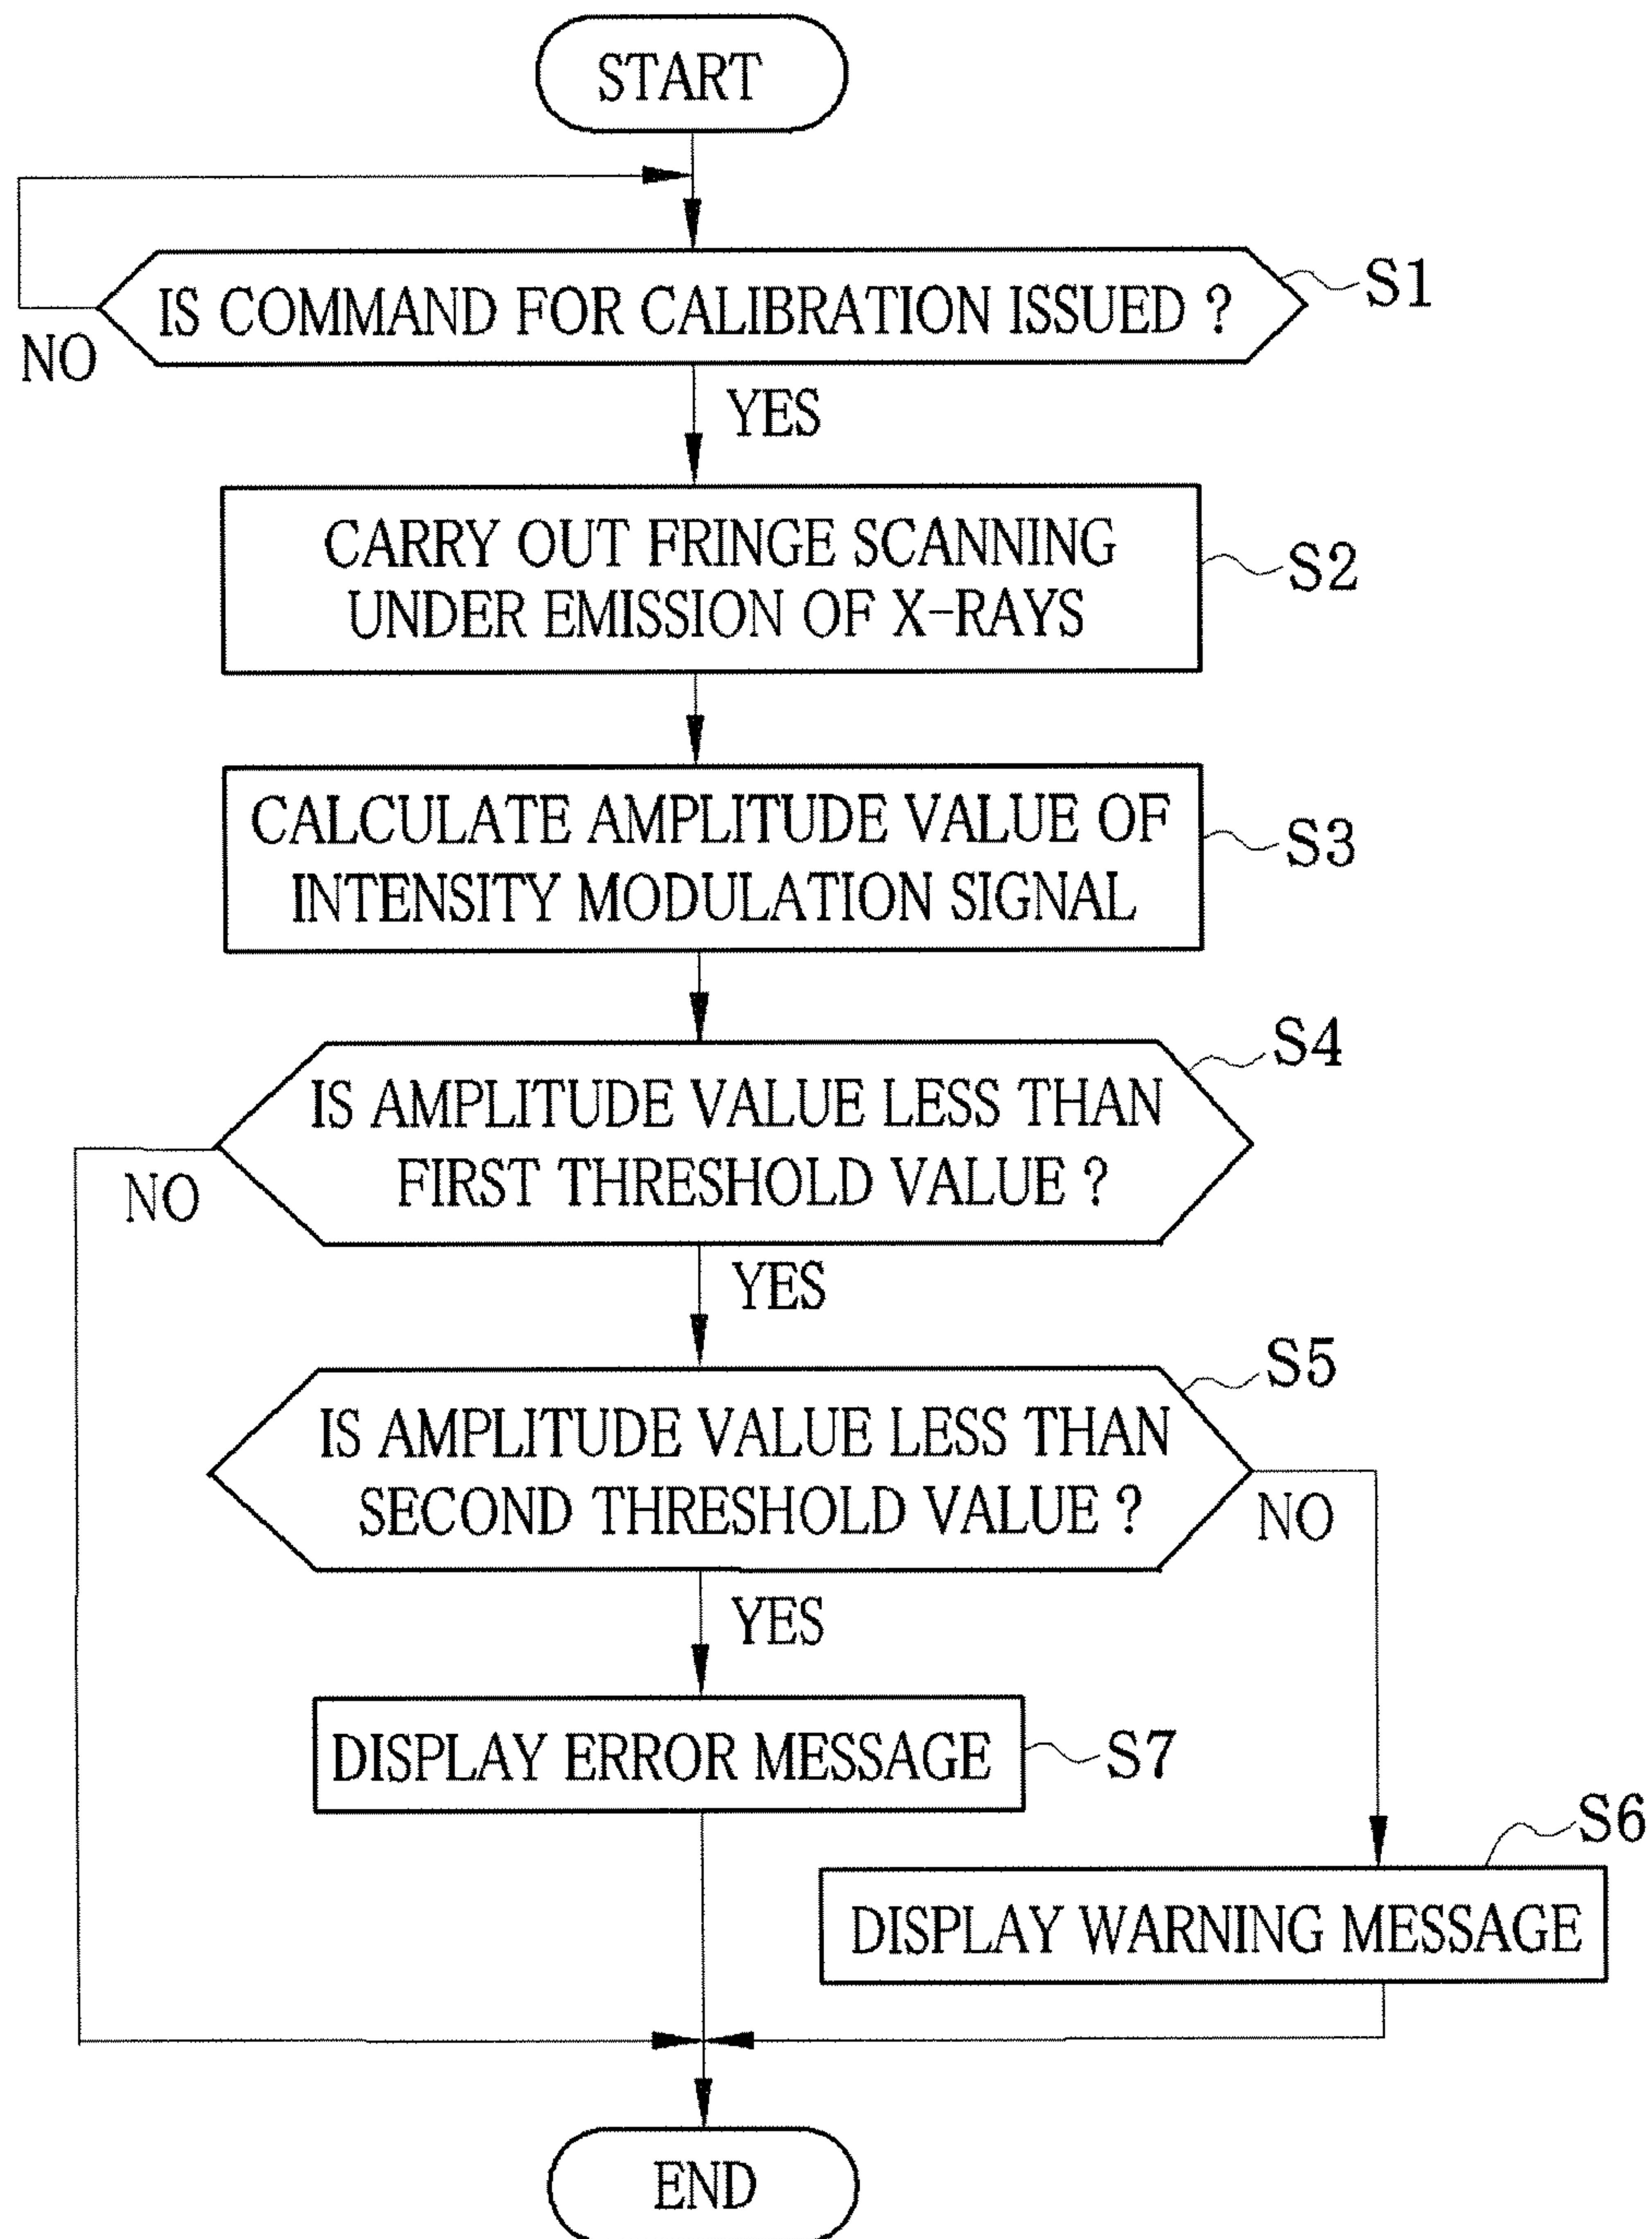 START
IS COMMAND FOR CALIBRATION ISSUED ?
S1
NO
YES
CARRY OUT FRINGE SCANNING
UNDER EMISSION OF X-RAYS
S2
CALCULATE AMPLITUDE VALUE OF
INTENSITY MODULATION SIGNAL
S3
S4
IS AMPLITUDE VALUE LESS THAN
FIRST THRESHOLD VALUE ?
NO
YES
S5
IS AMPLITUDE VALUE LESS THAN
SECOND THRESHOLD VALUE ?
NO
YES
DISPLAY ERROR MESSAGE
S7
S6
DISPLAY WARNING MESSAGE
END